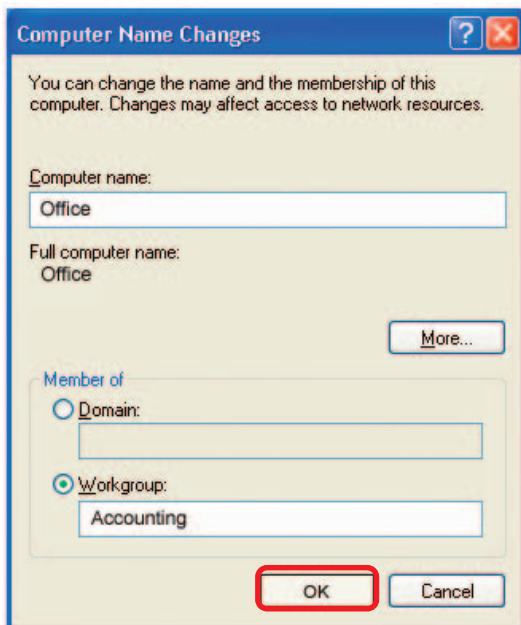 Computer Name Changes
?
You can change the name and the membership of this
computer. Changes may affect access to network resources.
Computer name:
Office
Full computer name:
Office
More...
Member of
Domain:
Workgroup:
Accounting
OK Cancel